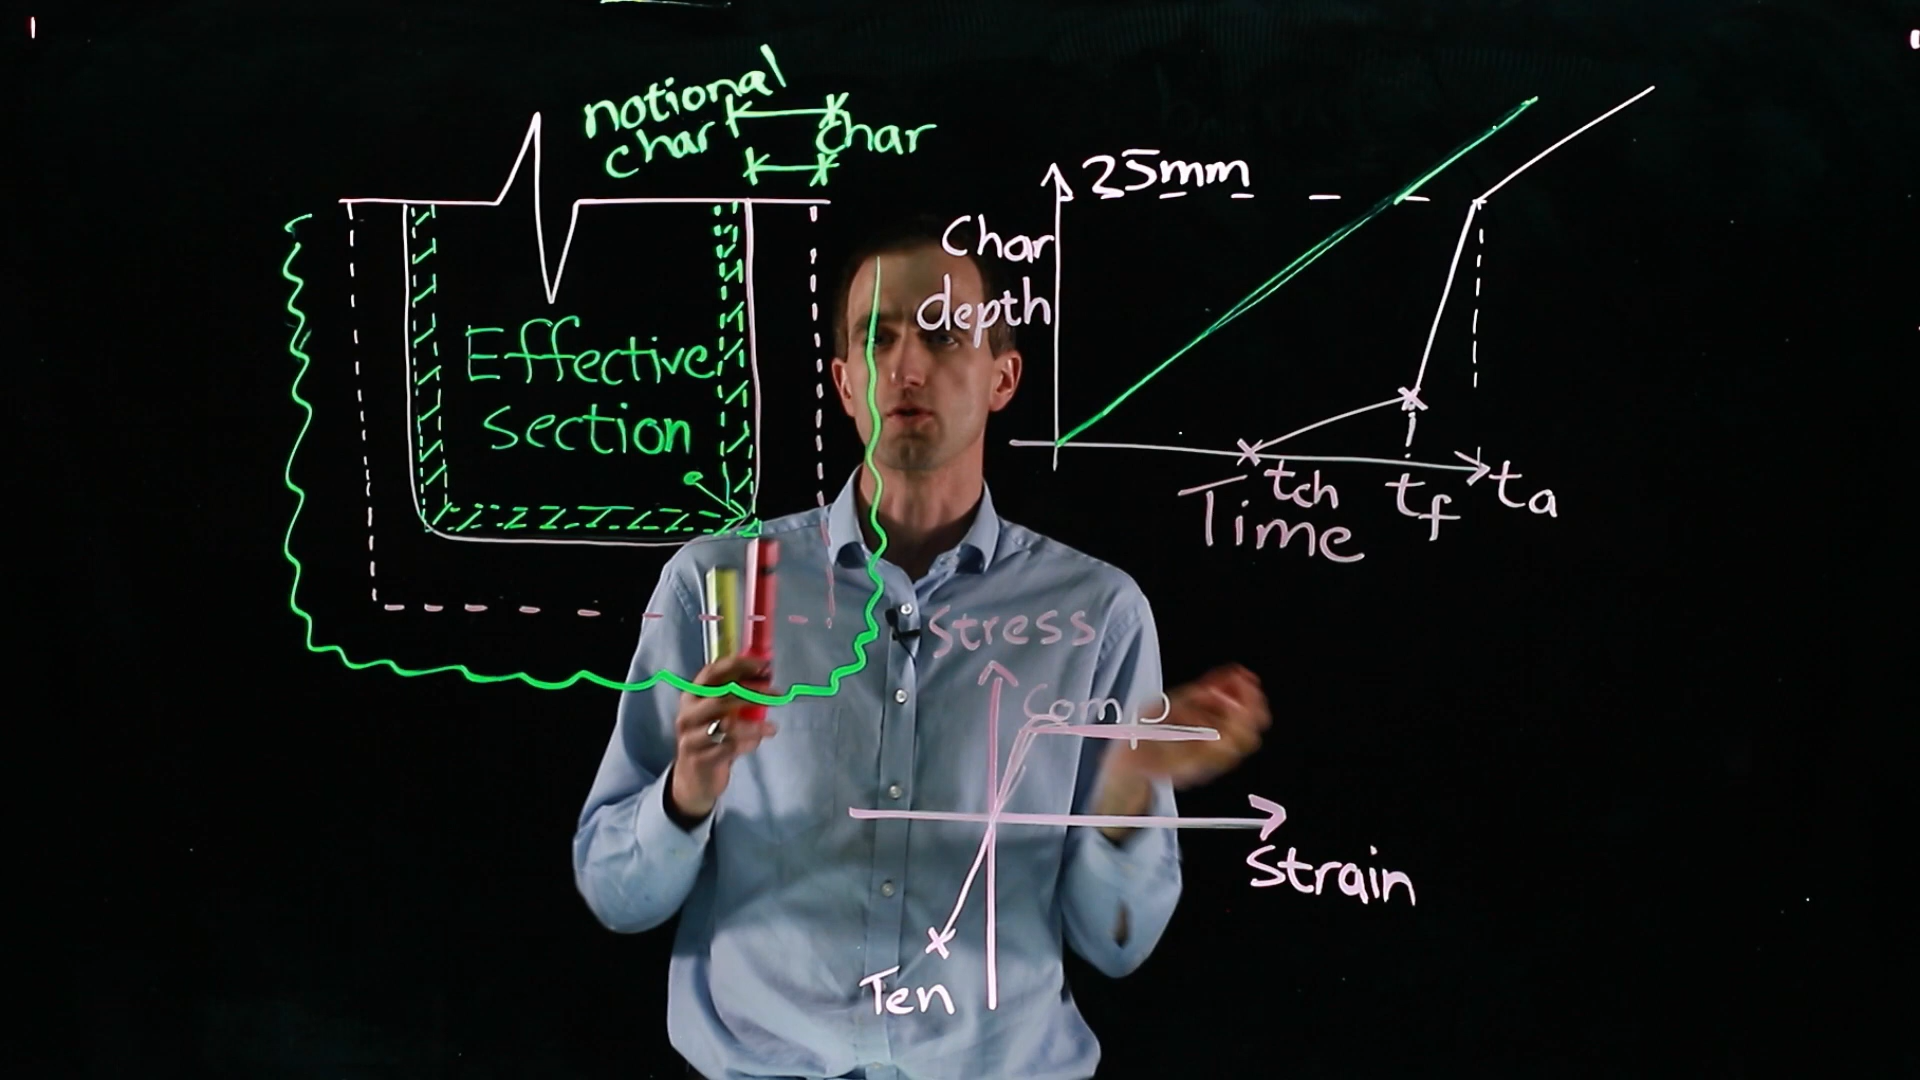 notional
char
char
Effective
section
25mm
Char
depth
tch
tf
ta
Time
Stress
Comp
Strain
Ten